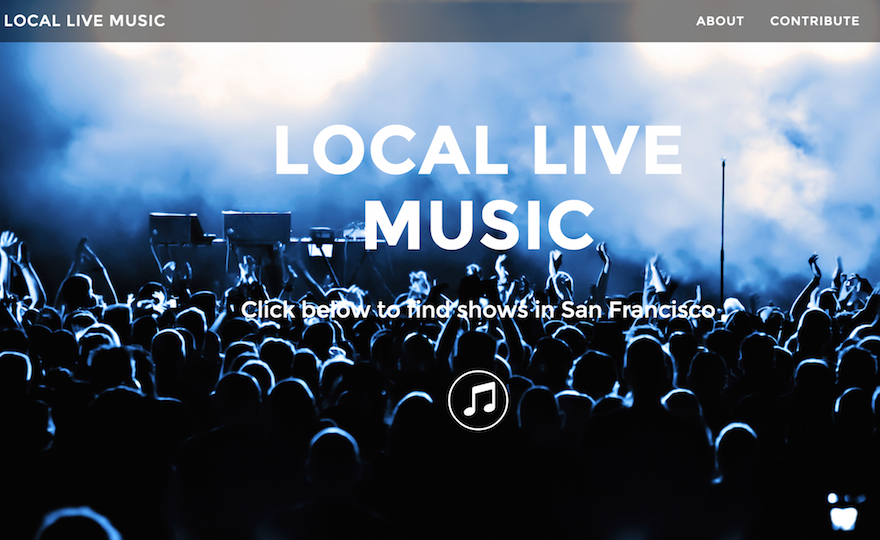 LOCAL LIVE MUSIC
ABOUT
CONTRIBUTE
LOCAL LIVE
MUSIC
Click below to find shows in San Francisco.